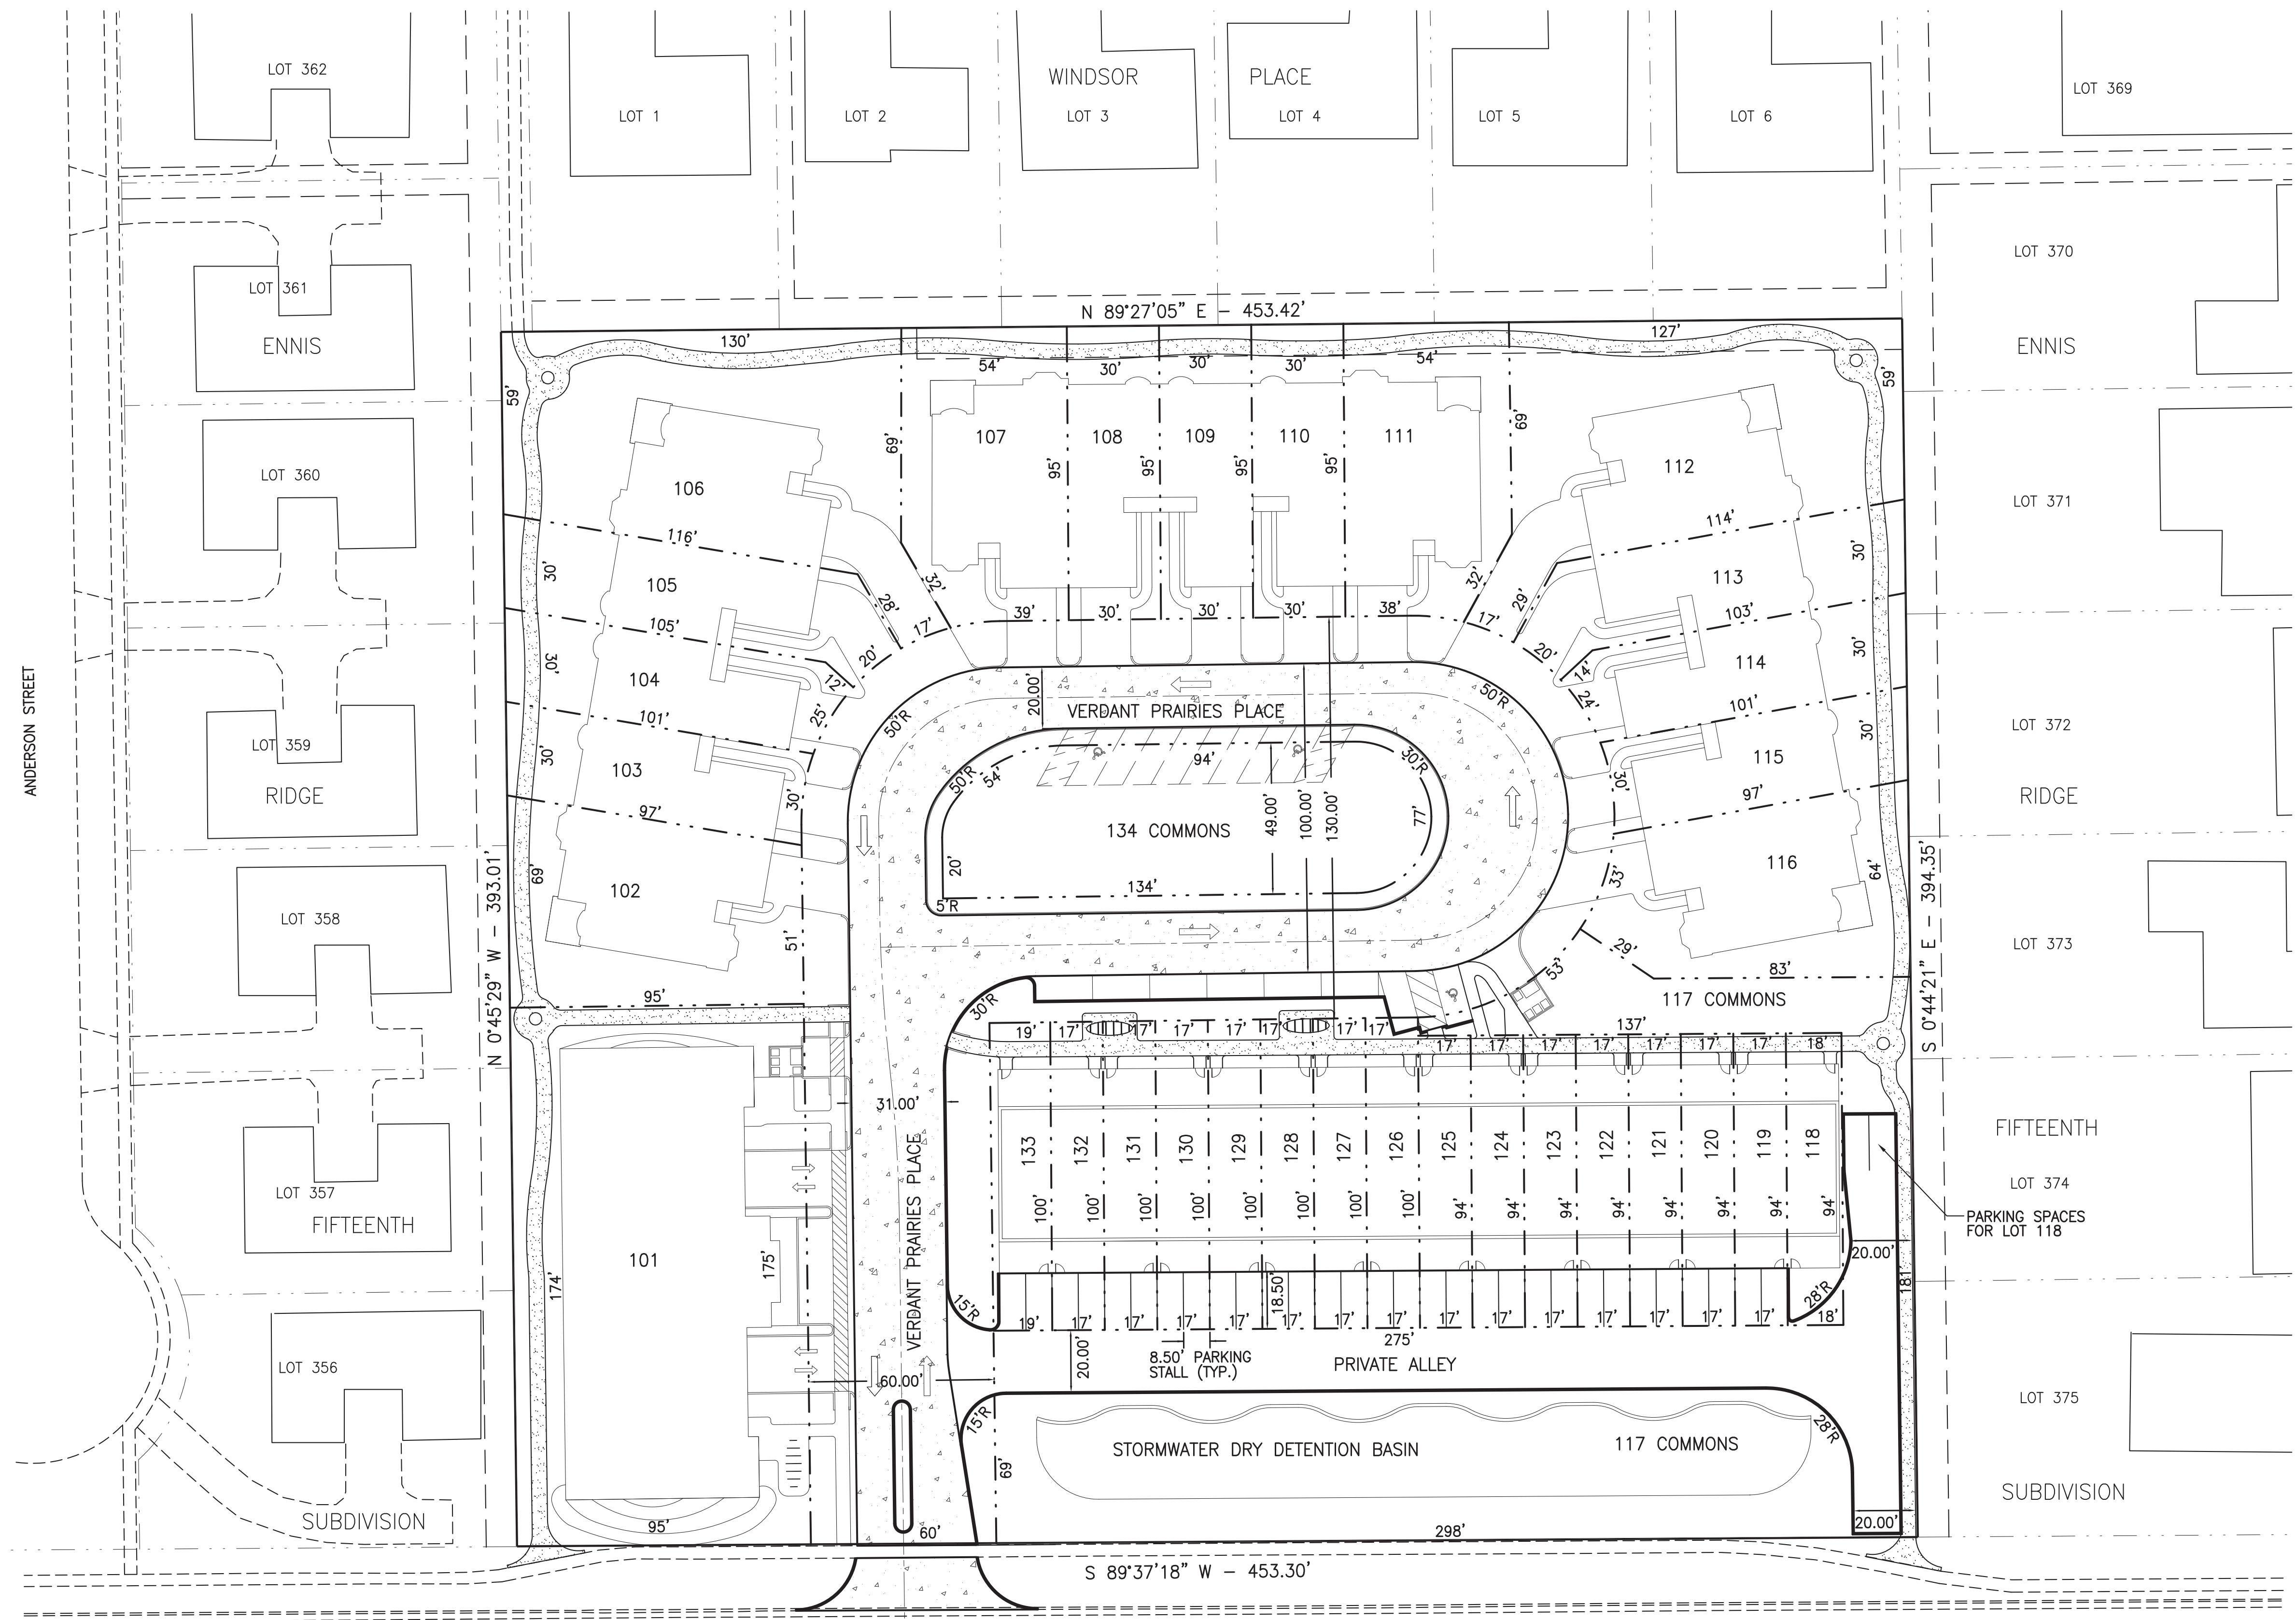 LOT 362
LOT 1
LOT 2
WINDSOR PLACE
LOT 3
LOT 4
LOT 5
LOT 6
LOT 369
LOT 361
ENNIS
LOT 370
ENNIS
N 89°27'05" E – 453.42'
130'
127'
54'
30'
30'
30'
54'
59'
59'
69'
69'
107
108
109
110
111
95'
95'
95'
95'
LOT 360
LOT 371
106
112
116'
114'
30'
30'
105
113
28'
32'
32'
29'
105'
103'
17'
39'
30'
30'
30'
38'
17'
20'
20'
12'
14'
30'
30'
104
114
101'
101'
25'
24'
50'R
50'R
20.00'
VERDANT PRAIRIES PLACE
ANDERSON STREET
LOT 359
RIDGE
LOT 372
RIDGE
30'
30'
103
115
30'
30'
97'
97'
50'R
54'
94'
30'R
134 COMMONS
49.00'
100.00'
130.00'
77'
20'
134'
5'R
69'
64'
102
116
33'
51'
N 0°45'29" W – 393.01'
S 0°44'21" E – 394.35'
LOT 358
LOT 373
29'
53'
83'
117 COMMONS
95'
30'R
137'
19'
17'
17'
17'
17'
17'
17'
17'
17'
17'
17'
17'
17'
17'
17'
18'
31.00'
VERDANT PRAIRIES PLACE
133
132
131
130
129
128
127
126
125
124
123
122
121
120
119
118
100'
100'
100'
100'
100'
100'
100'
100'
94'
94'
94'
94'
94'
94'
94'
94'
FIFTEENTH
LOT 374
PARKING SPACES
FOR LOT 118
LOT 357
FIFTEENTH
101
174'
175'
20.00'
181'
15'R
18.50'
28'R
19'
17'
17'
17'
17'
17'
17'
17'
17'
17'
17'
17'
17'
17'
17'
18'
275'
20.00'
8.50' PARKING
STALL (TYP.)
PRIVATE ALLEY
60.00'
LOT 356
LOT 375
15'R
28'R
STORMWATER DRY DETENTION BASIN
117 COMMONS
69'
SUBDIVISION
SUBDIVISION
95'
60'
298'
20.00'
S 89°37'18" W – 453.30'